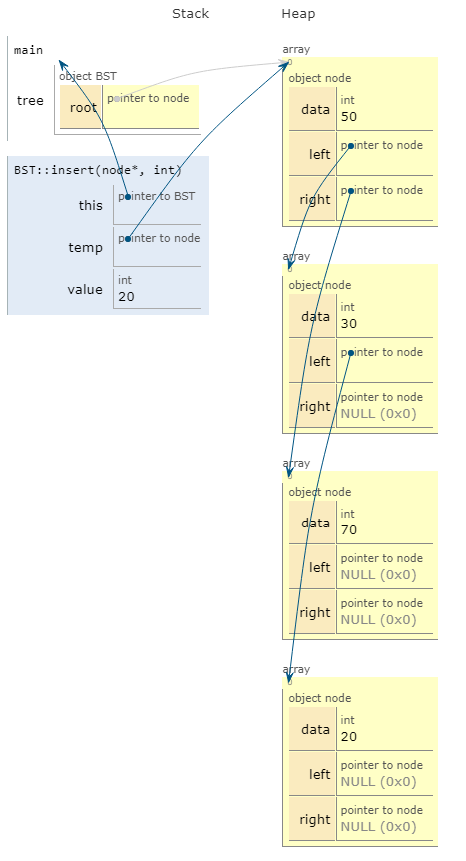 Stack Heap
main
tree
object BST
root
pointer to node
BST::insert(node*, int)
this
pointer to BST
temp
pointer to node
value
int
20
array
object node
data
int
50
left
pointer to node
right
pointer to node
array
object node
data
int
30
left
pointer to node
right
pointer to node
NULL (0x0)
array
object node
data
int
70
left
pointer to node
NULL (0x0)
right
pointer to node
NULL (0x0)
array
object node
data
int
20
left
pointer to node
NULL (0x0)
right
pointer to node
NULL (0x0)